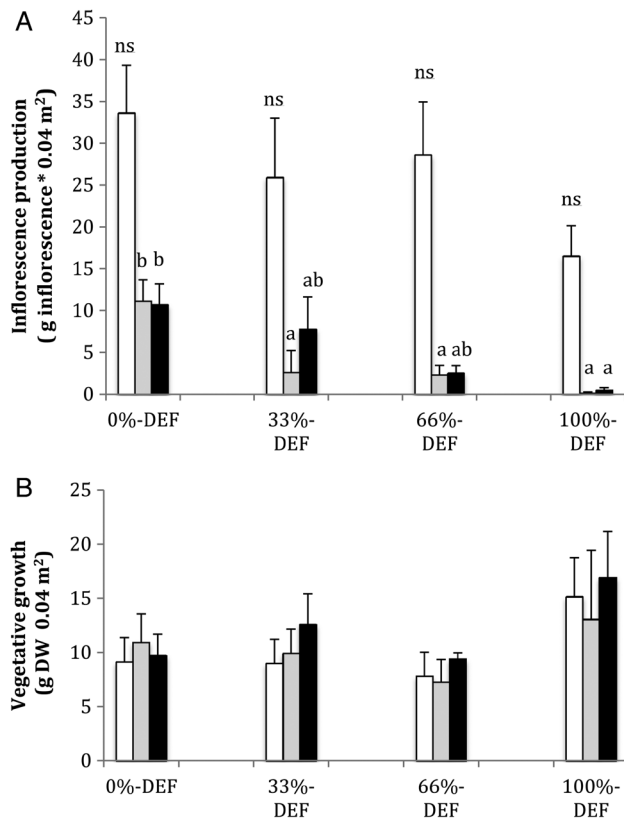 A
Inflorescence production
( g inflorescence* 0.04 m²)
45
40
35
30
25
20
15
10
5
0
ns
b b
ns
a
ab
ns
a ab
ns
a a
0%-DEF
33%-
DEF
66%-
DEF
100%-
DEF
B
Vegetative growth
(g DW 0.04 m²)
25
20
15
10
5
0
0%-DEF
33%-
DEF
66%-
DEF
100%-
DEF